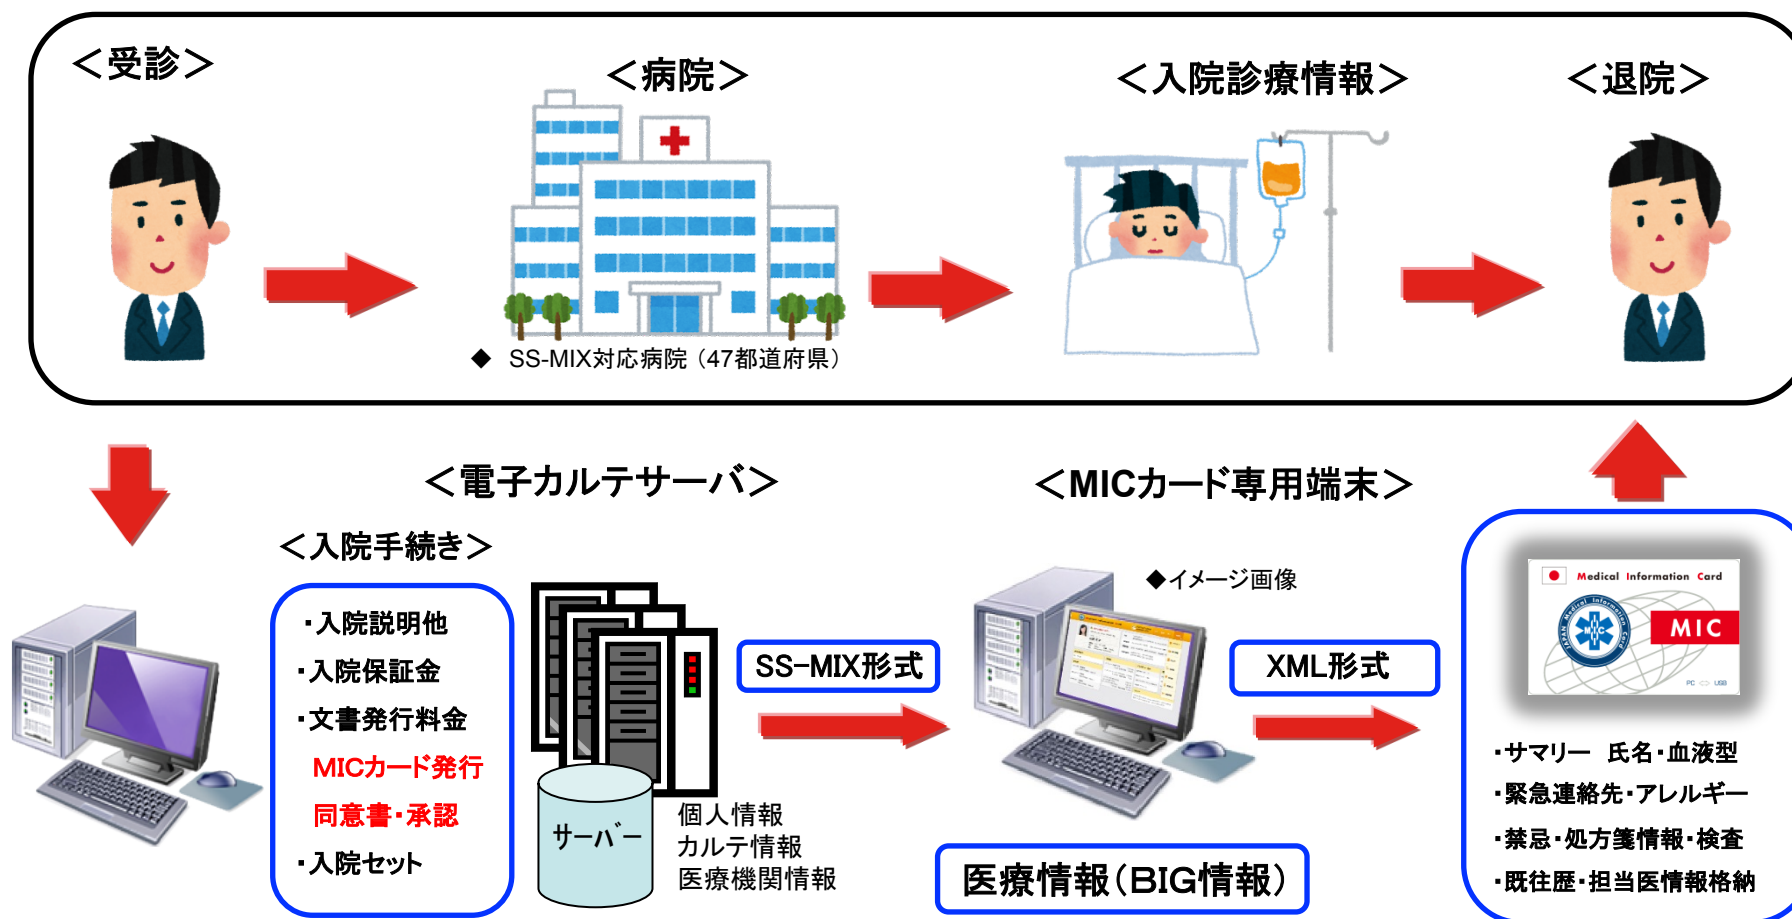 ＜受診＞
＜病院＞
＜入院診療情報＞
＜退院＞
◆ SS-MIX対応病院（47都道府県）
＜電子カルテサーバ＞
＜MICカード専用端末＞
＜入院手続き＞
・入院説明他
・入院保証金
・文書発行料金
MICカード発行
同意書・承認
・入院セット
サーバー
個人情報
カルテ情報
医療機関情報
SS-MIX形式
◆イメージ画像
XML形式
医療情報（BIG情報）
Medical Information Card
JAPAN Medical Information Card
MIC
MIC
PC ⇔ USB
・サマリー 氏名・血液型
・緊急連絡先・アレルギー
・禁忌・処方箋情報・検査
・既往歴・担当医情報格納